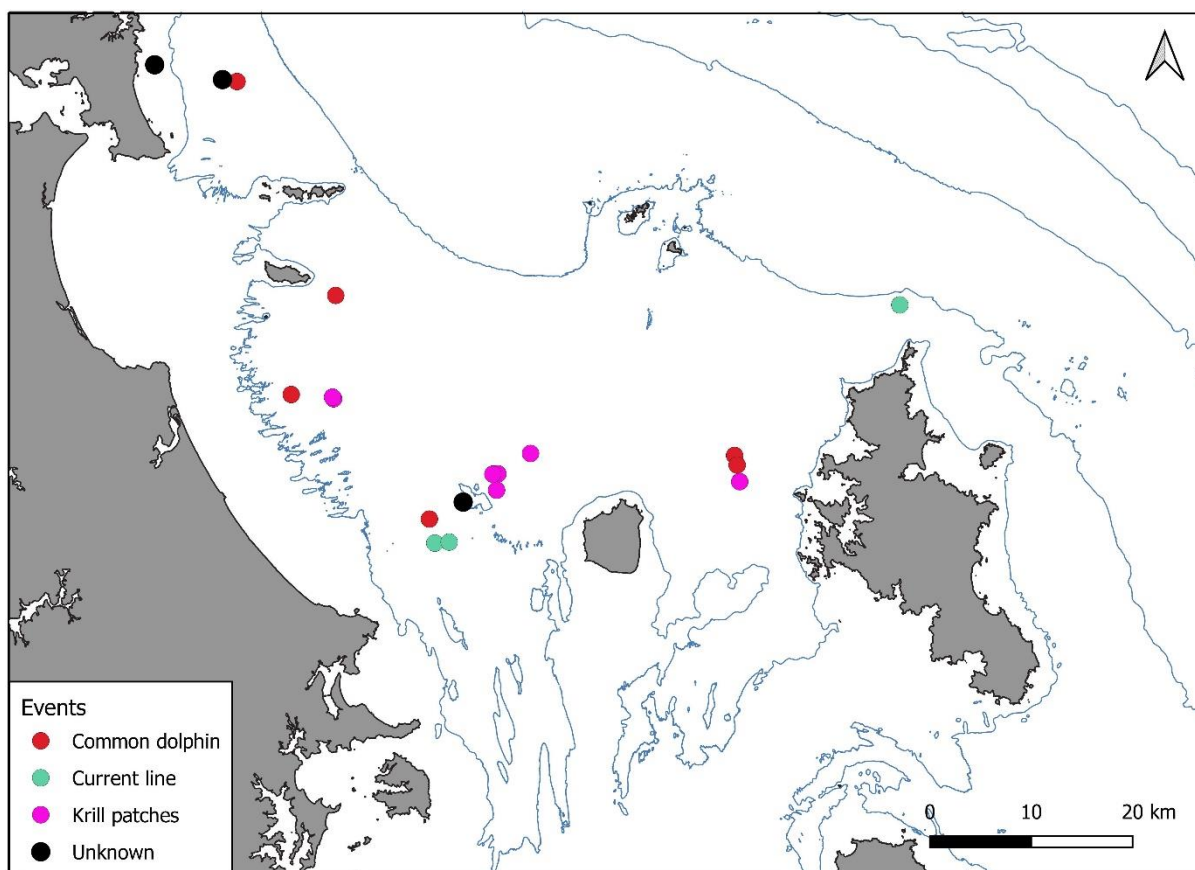 Events
Common dolphin
Current line
Krill patches
Unknown
0 10 20 km